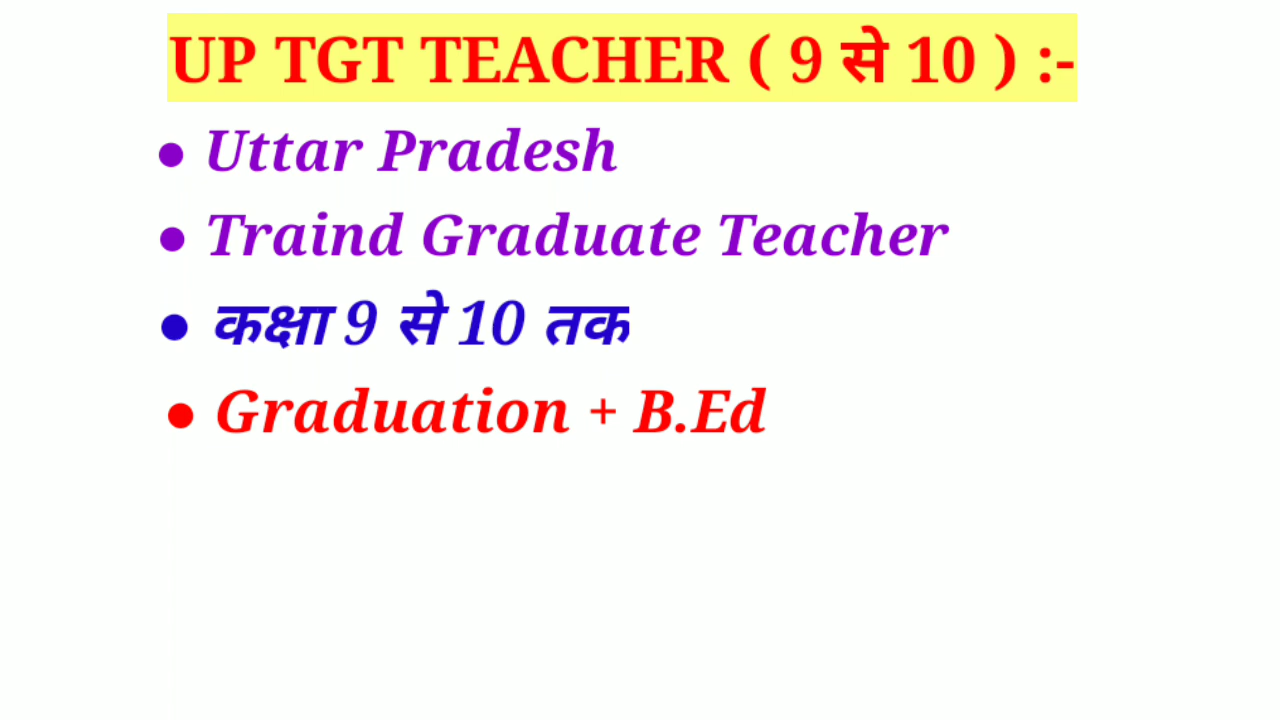 UP TGT TEACHER ( 9 से 10 ) :-
• Uttar Pradesh
• Traind Graduate Teacher
• कक्षा 9 से 10 तक
• Graduation + B.Ed